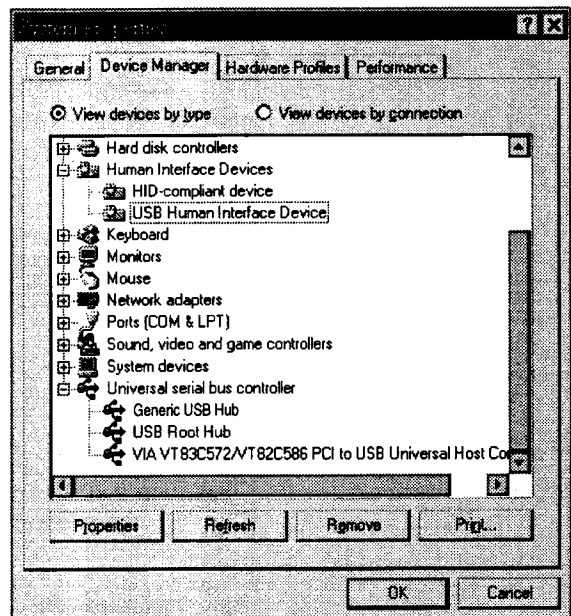 System Properties
General Device Manager Hardware Profiles Performance
View devices by type View devices by connection
Hard disk controllers
Human Interface Devices
HID-compliant device
USB Human Interface Device
Keyboard
Monitors
Mouse
Network adapters
Ports (COM & LPT)
Sound, video and game controllers
System devices
Universal serial bus controller
Generic USB Hub
USB Root Hub
VIA VT83C572/VT82C586 PCI to USB Universal Host Co
Properties Refresh Remove Print...
OK Cancel